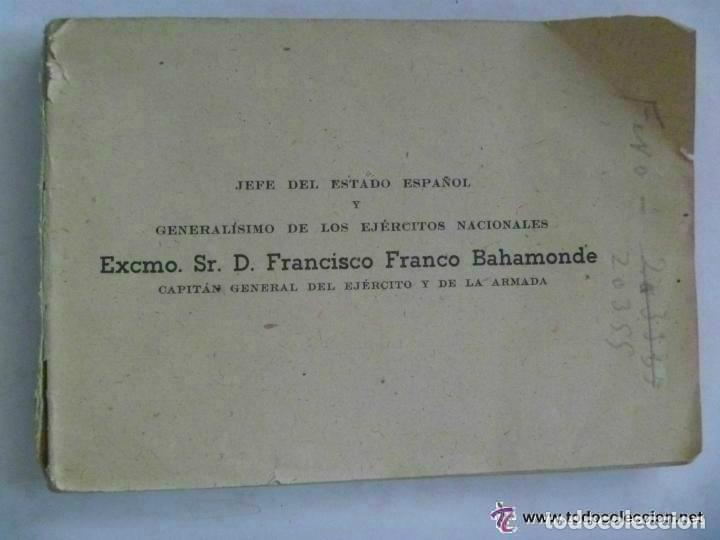 JEFE DEL ESTADO ESPAÑOL
Y
GENERALÍSIMO DE LOS EJÉRCITOS NACIONALES
Excmo. Sr. D. Francisco Franco Bahamonde
CAPITÁN GENERAL DEL EJÉRCITO Y DE LA ARMADA
20355
www.todocoleccion.net
todocoleccion